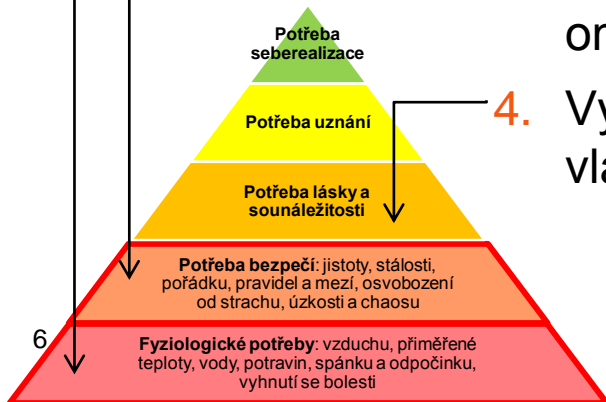 Potřeba
seberealizace
Potřeba uznání
Potřeba lásky a
sounáležitosti
Potřeba bezpečí: jistoty, stálosti,
pořádku, pravidel a mezí, osvobození
od strachu, úzkosti a chaosu
Fyziologické potřeby: vzduchu, přiměřené
teploty, vody, potravin, spánku a odpočinku,
vyhnutí se bolesti
6
4.